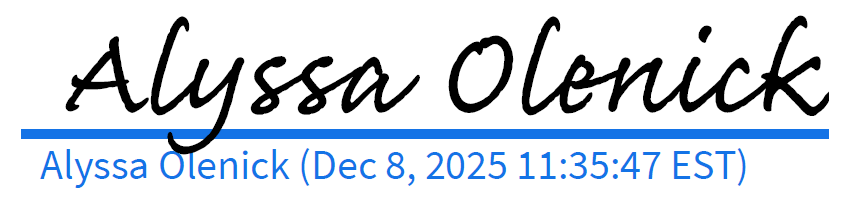 Alyssa Olenick
Alyssa Olenick (Dec 8, 2025 11:35:47 EST)